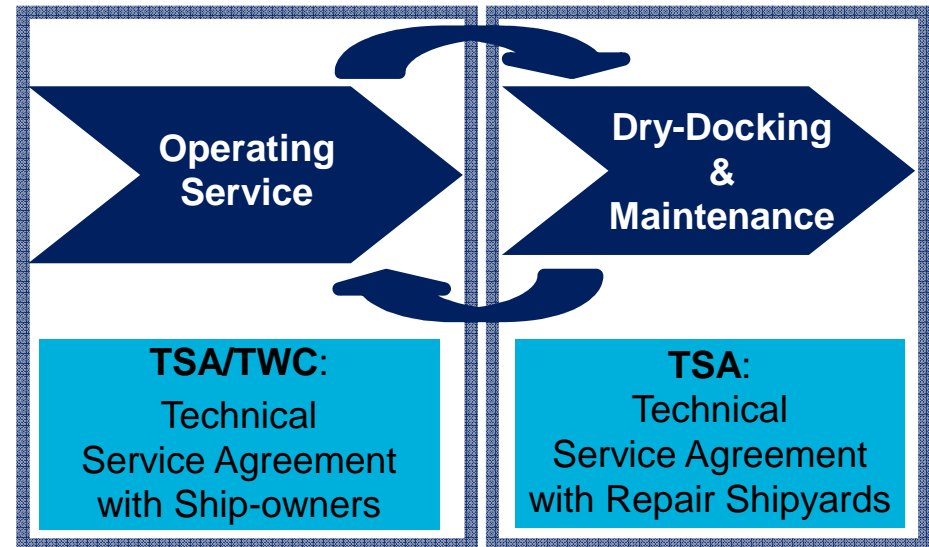 Operating
Service
Dry-Docking
&
Maintenance
TSA/TWC:
Technical
Service Agreement
with Ship-owners
TSA:
Technical
Service Agreement
with Repair Shipyards